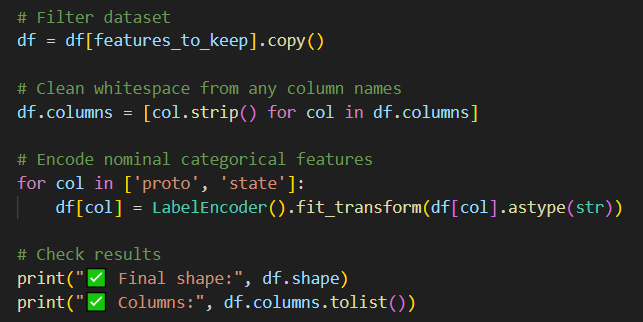 # Filter dataset
df = df[features_to_keep].copy()
# Clean whitespace from any column names
df.columns = [col.strip() for col in df.columns]
# Encode nominal categorical features
for col in ['proto', 'state']:
    df[col] = LabelEncoder().fit_transform(df[col].astype(str))
# Check results
print("✅ Final shape:", df.shape)
print("✅ Columns:", df.columns.tolist())